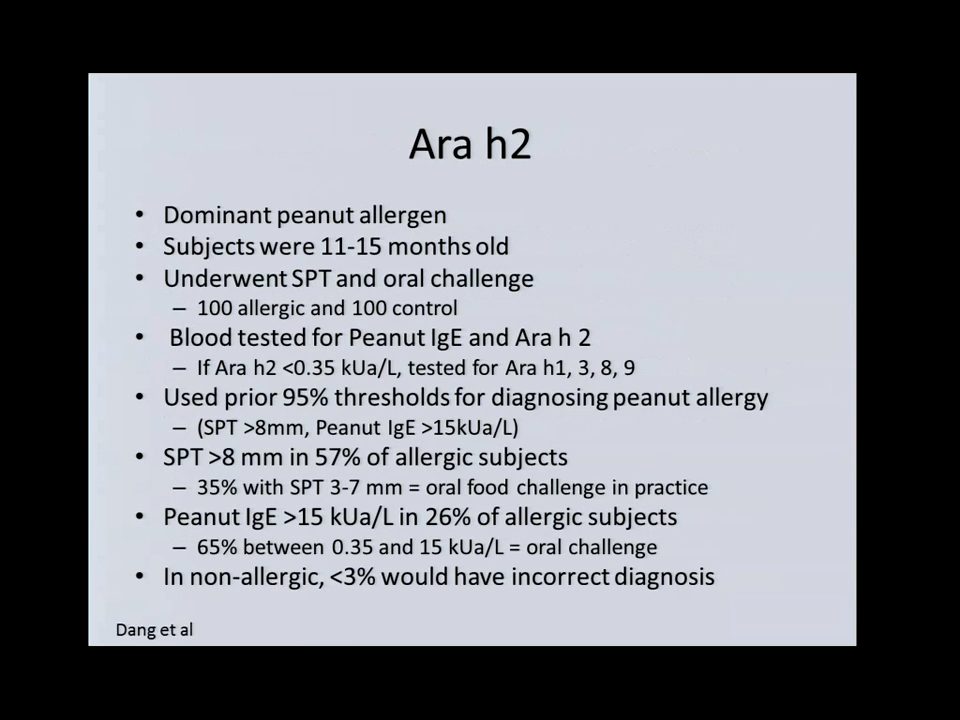 Ara h2
• Dominant peanut allergen
• Subjects were 11-15 months old
• Underwent SPT and oral challenge
– 100 allergic and 100 control
• Blood tested for Peanut IgE and Ara h 2
– If Ara h2 <0.35 kUa/L, tested for Ara h1, 3, 8, 9
• Used prior 95% thresholds for diagnosing peanut allergy
– (SPT >8mm, Peanut IgE >15kUa/L)
• SPT >8 mm in 57% of allergic subjects
– 35% with SPT 3-7 mm = oral food challenge in practice
• Peanut IgE >15 kUa/L in 26% of allergic subjects
– 65% between 0.35 and 15 kUa/L = oral challenge
• In non-allergic, <3% would have incorrect diagnosis
Dang et al